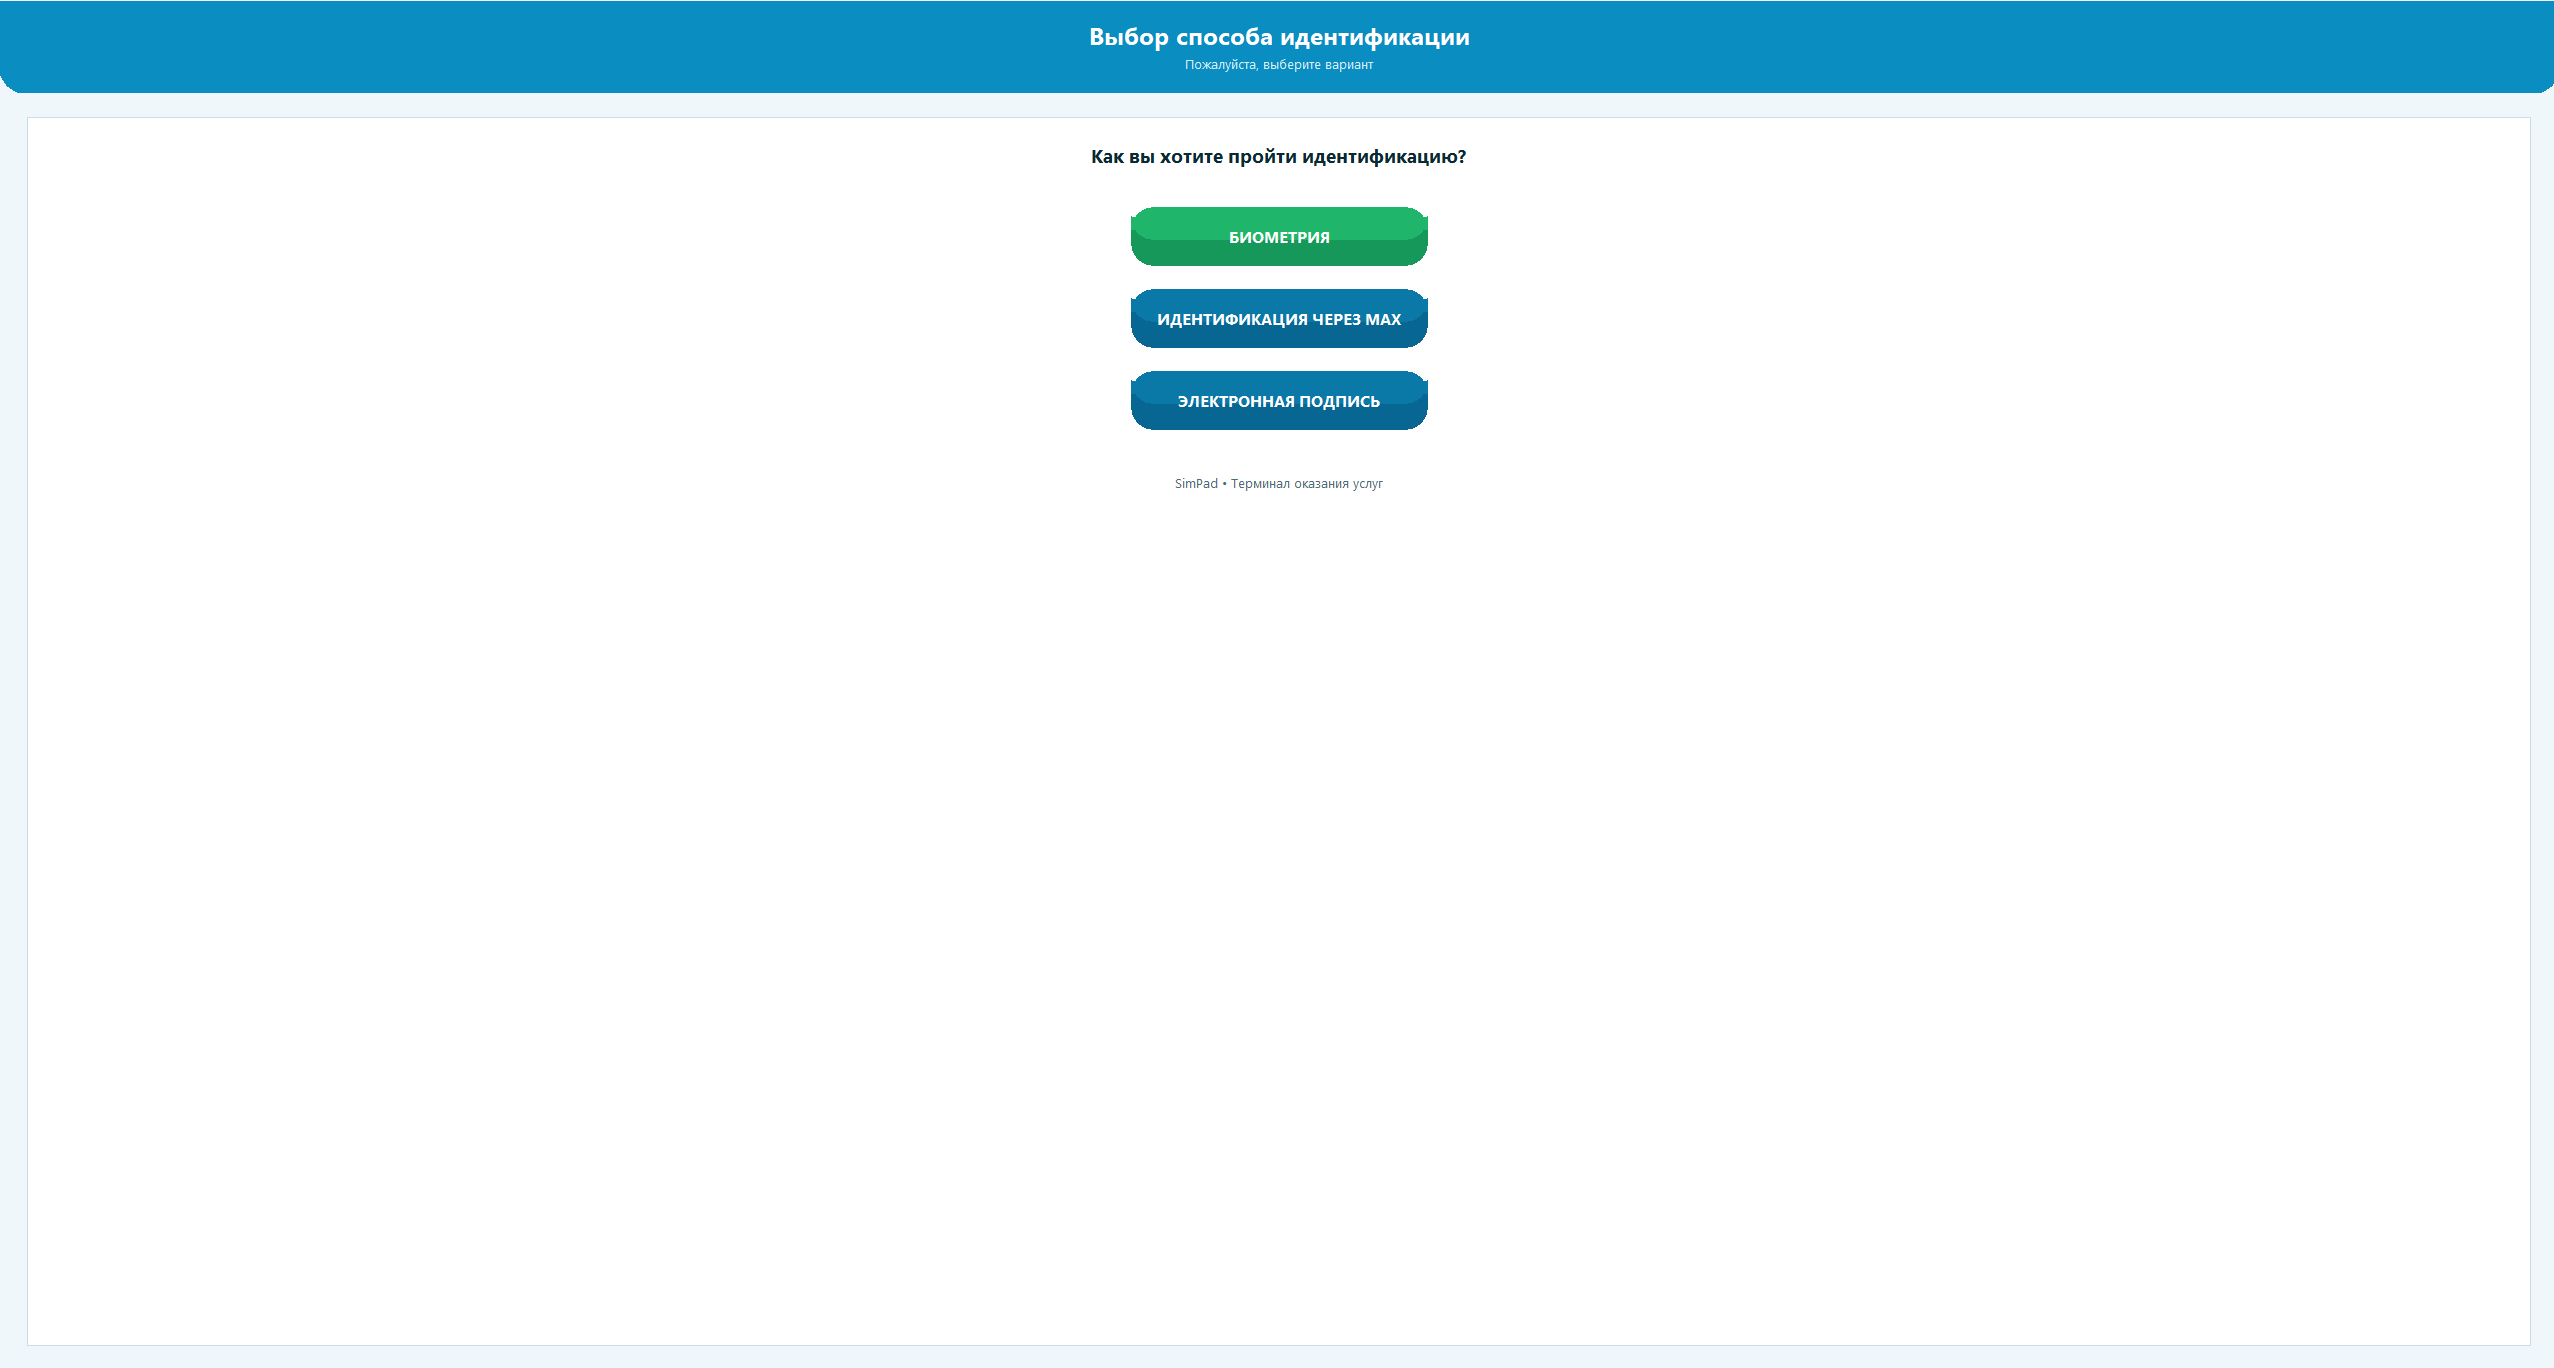 Выбор способа идентификации
Пожалуйста, выберите вариант
Как вы хотите пройти идентификацию?
БИОМЕТРИЯ
ИДЕНТИФИКАЦИЯ ЧЕРЕЗ MAX
ЭЛЕКТРОННАЯ ПОДПИСЬ
SimPad • Терминал оказания услуг